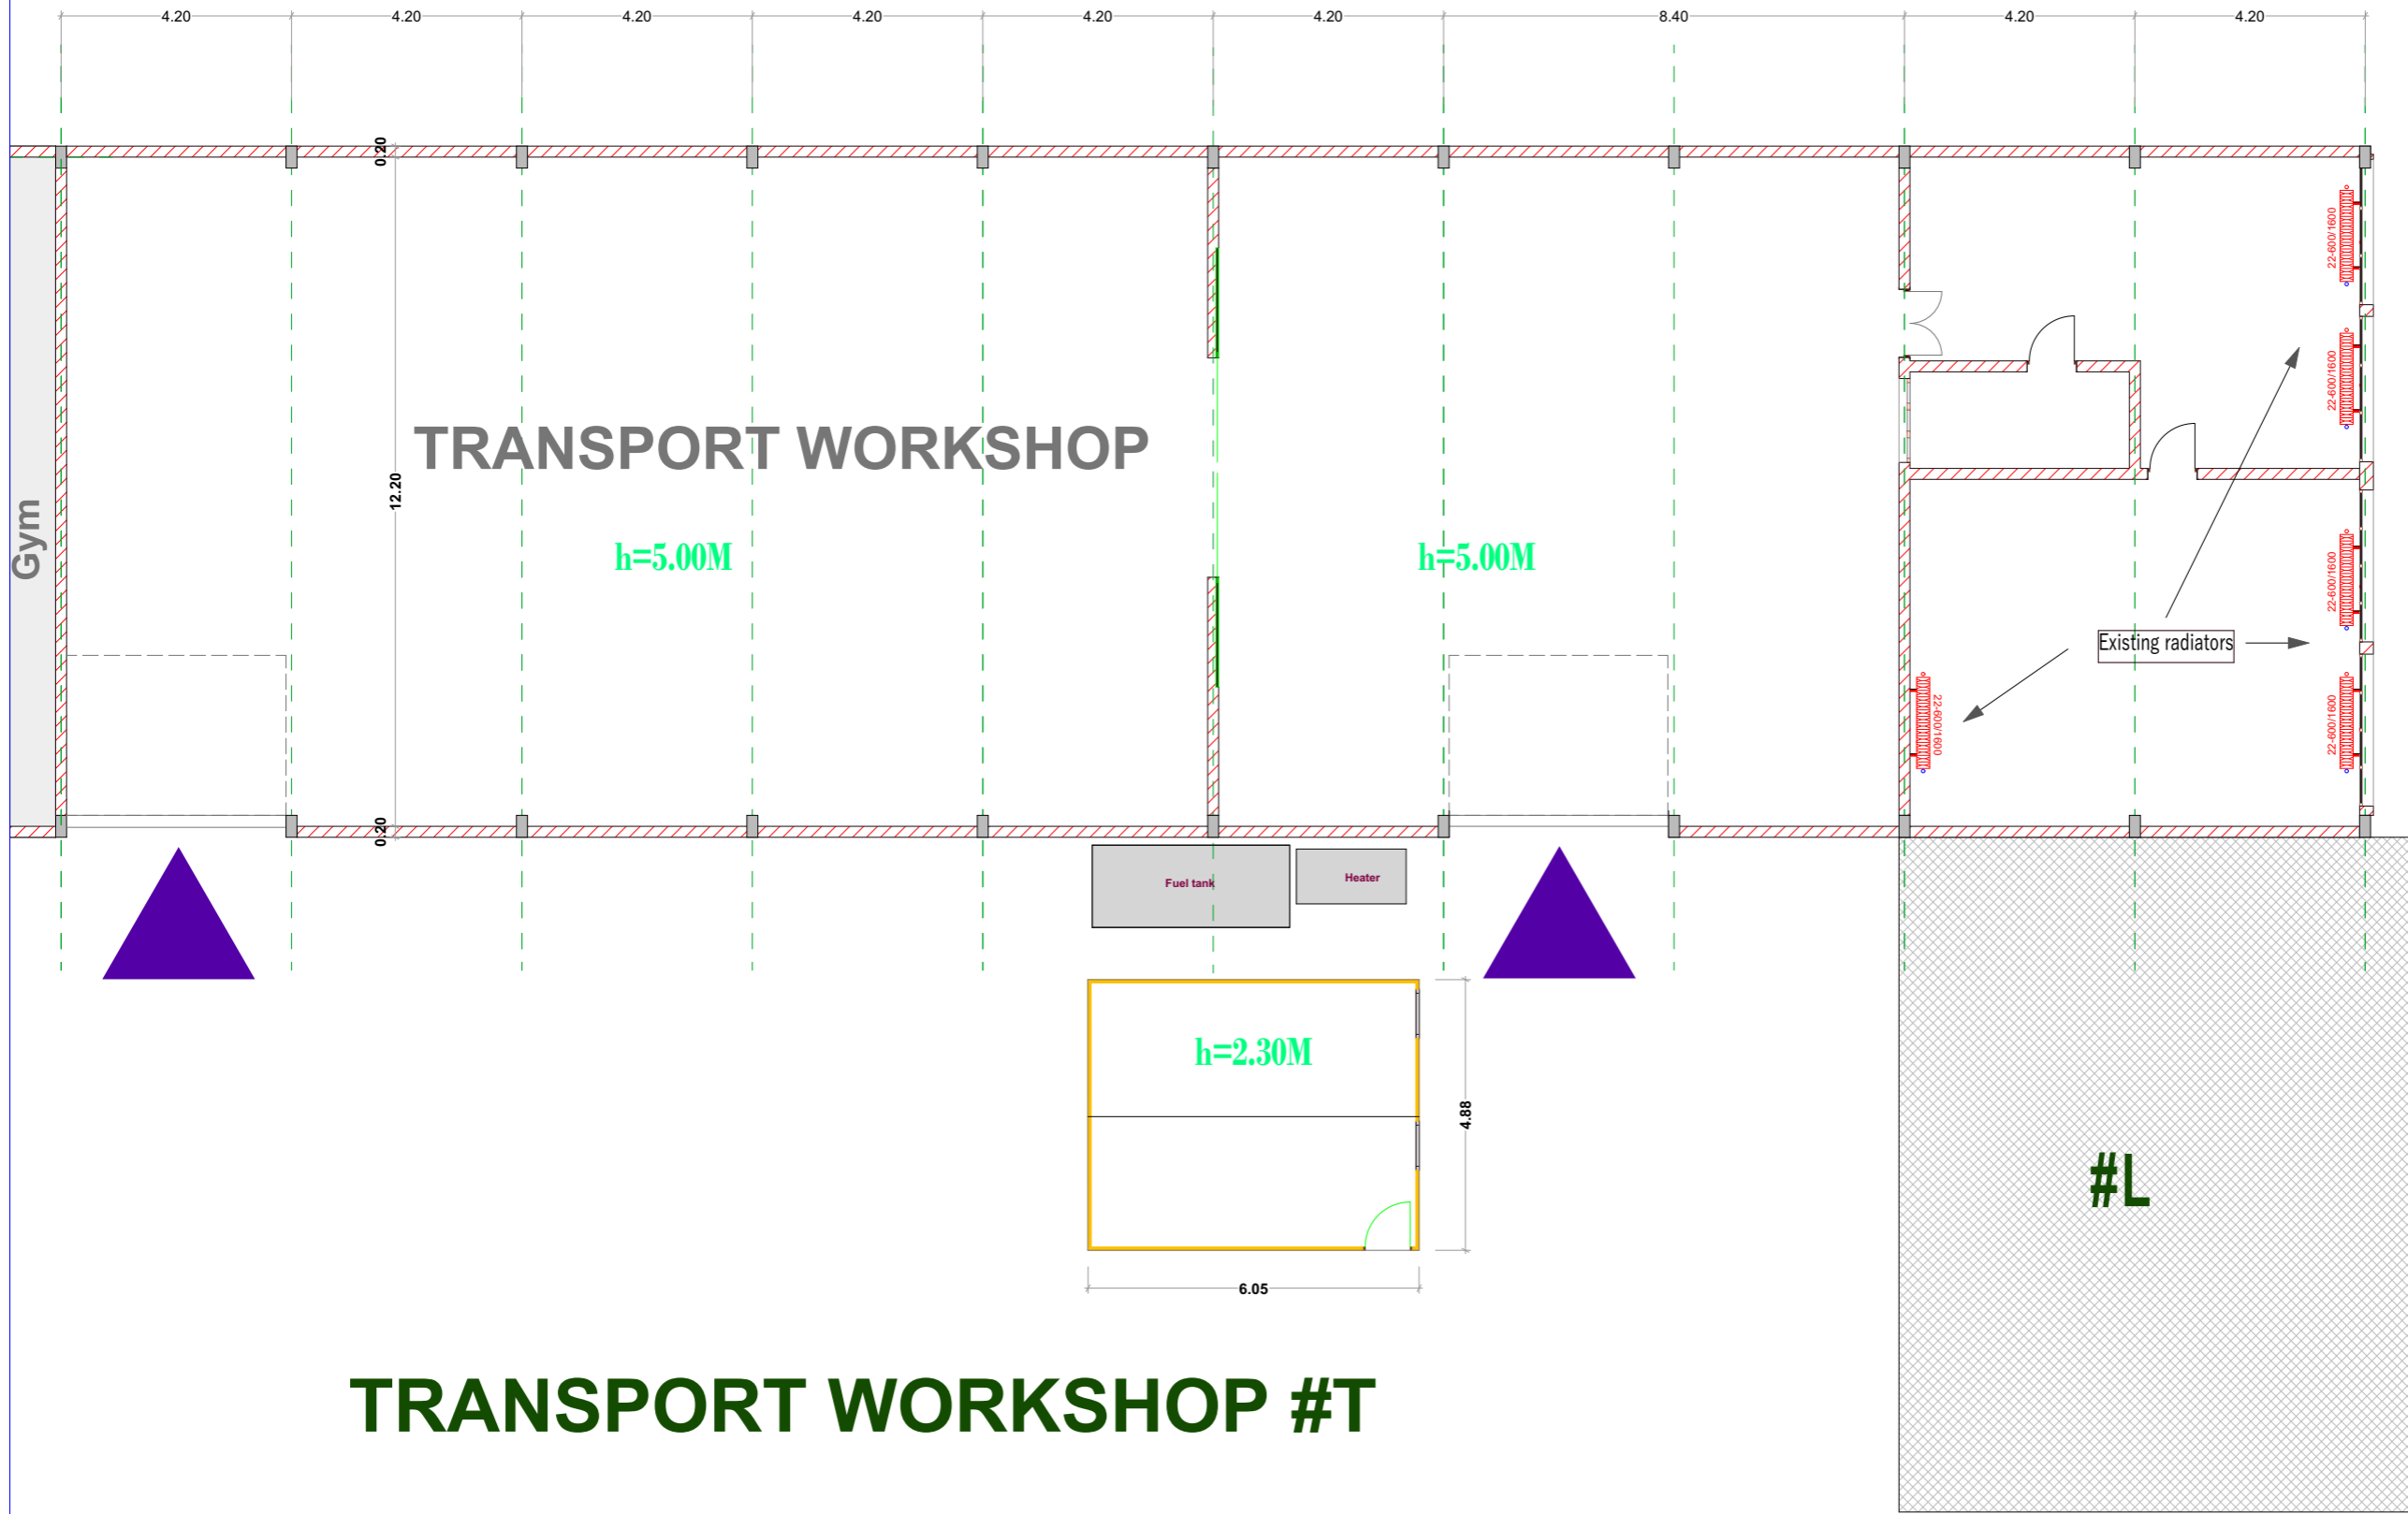 4.20 4.20 4.20 4.20 4.20 4.20 8.40 4.20 4.20
0.20
22-600/1600
22-600/1600
TRANSPORT WORKSHOP
12.20
Gym
h=5.00M h=5.00M
22-600/1600
Existing radiators
22-600/1600
22-600/1600
0.20
Fuel tank
Heater
h=2.30M
4.88
#L
6.05
TRANSPORT WORKSHOP #T